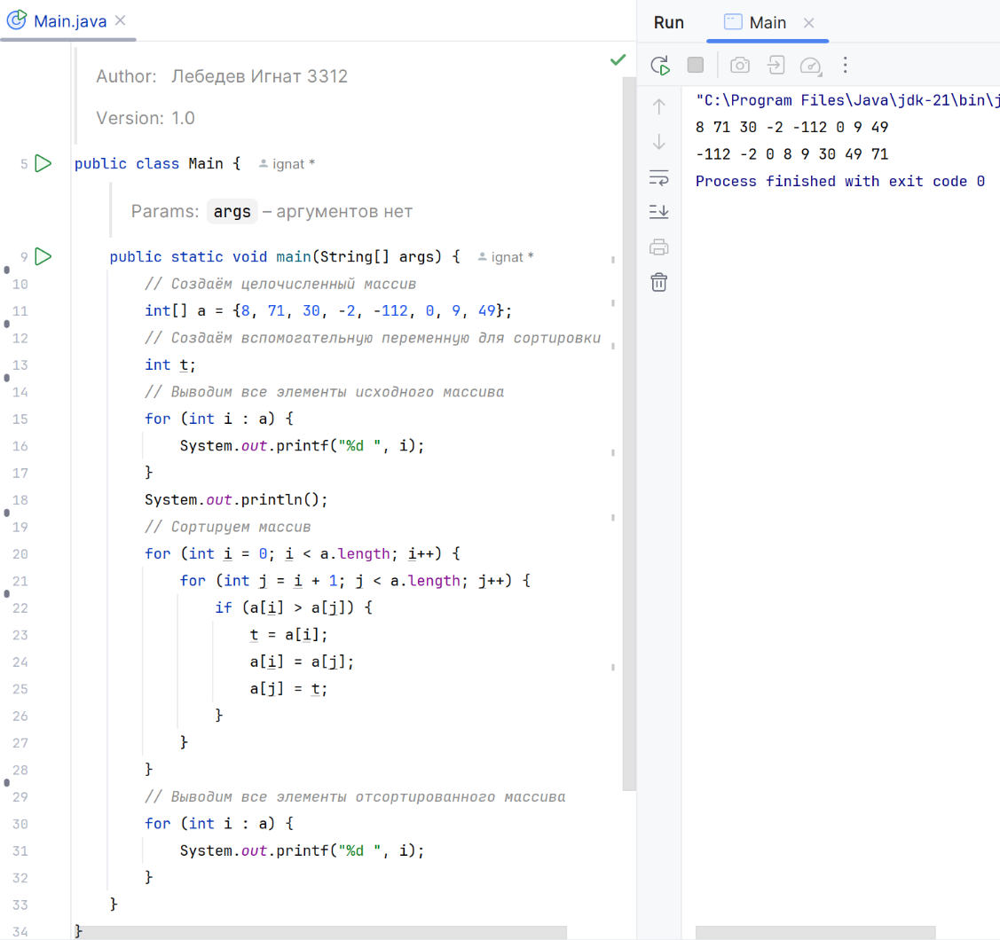 Main.java
Author: Лебедев Игнат 3312
Version: 1.0
5 public class Main { ignat *
Params: args – аргументов нет
9 public static void main(String[] args) { ignat *
10 // Создаём целочисленный массив
11 int[] a = {8, 71, 30, -2, -112, 0, 9, 49};
12 // Создаём вспомогательную переменную для сортировки
13 int t;
14 // Выводим все элементы исходного массива
15 for (int i : a) {
16 System.out.printf("%d ", i);
17 }
18 System.out.println();
19 // Сортируем массив
20 for (int i = 0; i < a.length; i++) {
21 for (int j = i + 1; j < a.length; j++) {
22 if (a[i] > a[j]) {
23 t = a[i];
24 a[i] = a[j];
25 a[j] = t;
26 }
27 }
28 }
29 // Выводим все элементы отсортированного массива
30 for (int i : a) {
31 System.out.printf("%d ", i);
32 }
33 }
34 }
Run Main
"C:\Program Files\Java\jdk-21\bin\j
8 71 30 -2 -112 0 9 49
-112 -2 0 8 9 30 49 71
Process finished with exit code 0